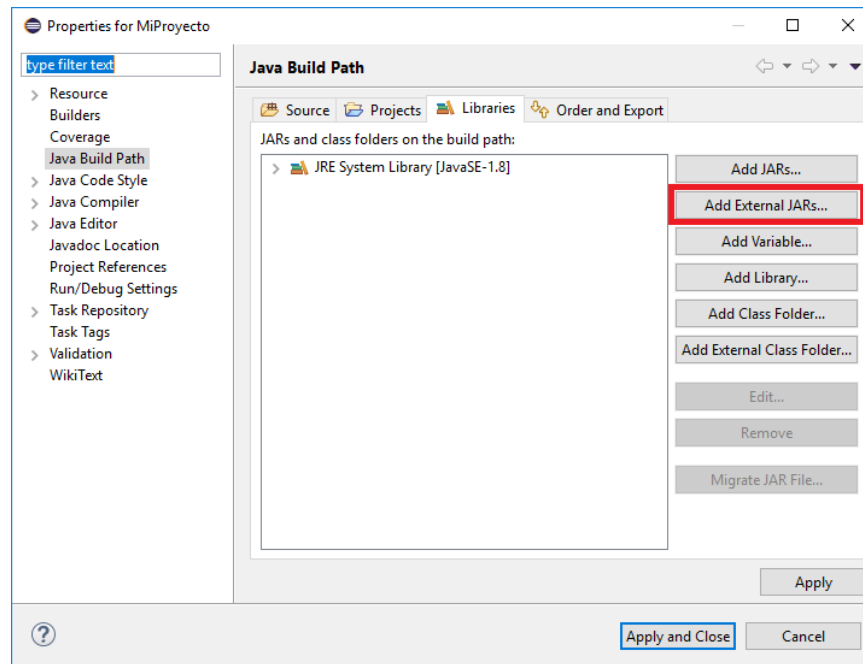 Properties for MiProyecto
type filter text
Resource
Builders
Coverage
Java Build Path
Java Code Style
Java Compiler
Java Editor
Javadoc Location
Project References
Run/Debug Settings
Task Repository
Task Tags
Validation
WikiText
Java Build Path
Source Projects Libraries Order and Export
JARs and class folders on the build path:
JRE System Library [JavaSE-1.8]
Add JARs...
Add External JARs...
Add Variable...
Add Library...
Add Class Folder...
Add External Class Folder...
Edit...
Remove
Migrate JAR File...
Apply
?
Apply and Close Cancel